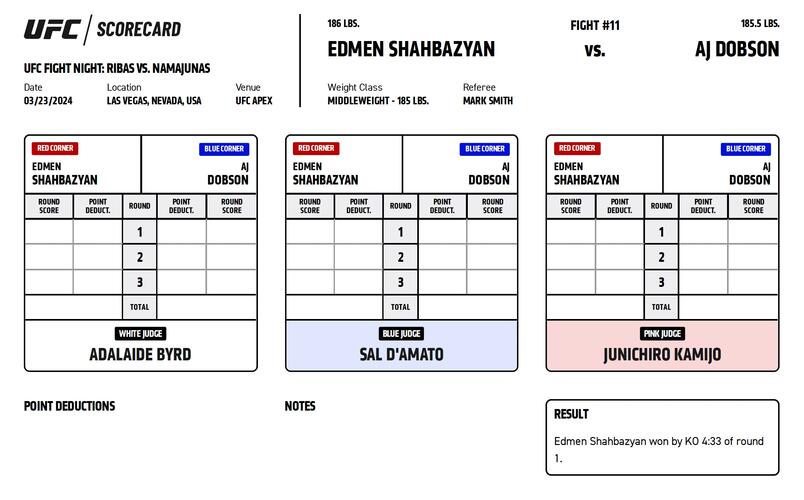 UFC / SCORECARD
UFC FIGHT NIGHT: RIBAS VS. NAMAJUNAS
Date Location Venue
03/23/2024 LAS VEGAS, NEVADA, USA UFC APEX
186 LBS. FIGHT #11 185.5 LBS.
EDMEN SHAHBAZYAN vs. AJ DOBSON
Weight Class Referee
MIDDLEWEIGHT - 185 LBS. MARK SMITH
RED CORNER BLUE CORNER
EDMEN AJ
SHAHBAZYAN DOBSON
ROUND SCORE POINT DEDUCT. ROUND POINT DEDUCT. ROUND SCORE
1
2
3
TOTAL
WHITE JUDGE
ADALAIDE BYRD
RED CORNER BLUE CORNER
EDMEN AJ
SHAHBAZYAN DOBSON
ROUND SCORE POINT DEDUCT. ROUND POINT DEDUCT. ROUND SCORE
1
2
3
TOTAL
BLUE JUDGE
SAL D'AMATO
RED CORNER BLUE CORNER
EDMEN AJ
SHAHBAZYAN DOBSON
ROUND SCORE POINT DEDUCT. ROUND POINT DEDUCT. ROUND SCORE
1
2
3
TOTAL
PINK JUDGE
JUNICHIRO KAMIJO
POINT DEDUCTIONS
NOTES
RESULT
Edmen Shahbazyan won by KO 4:33 of round
1.